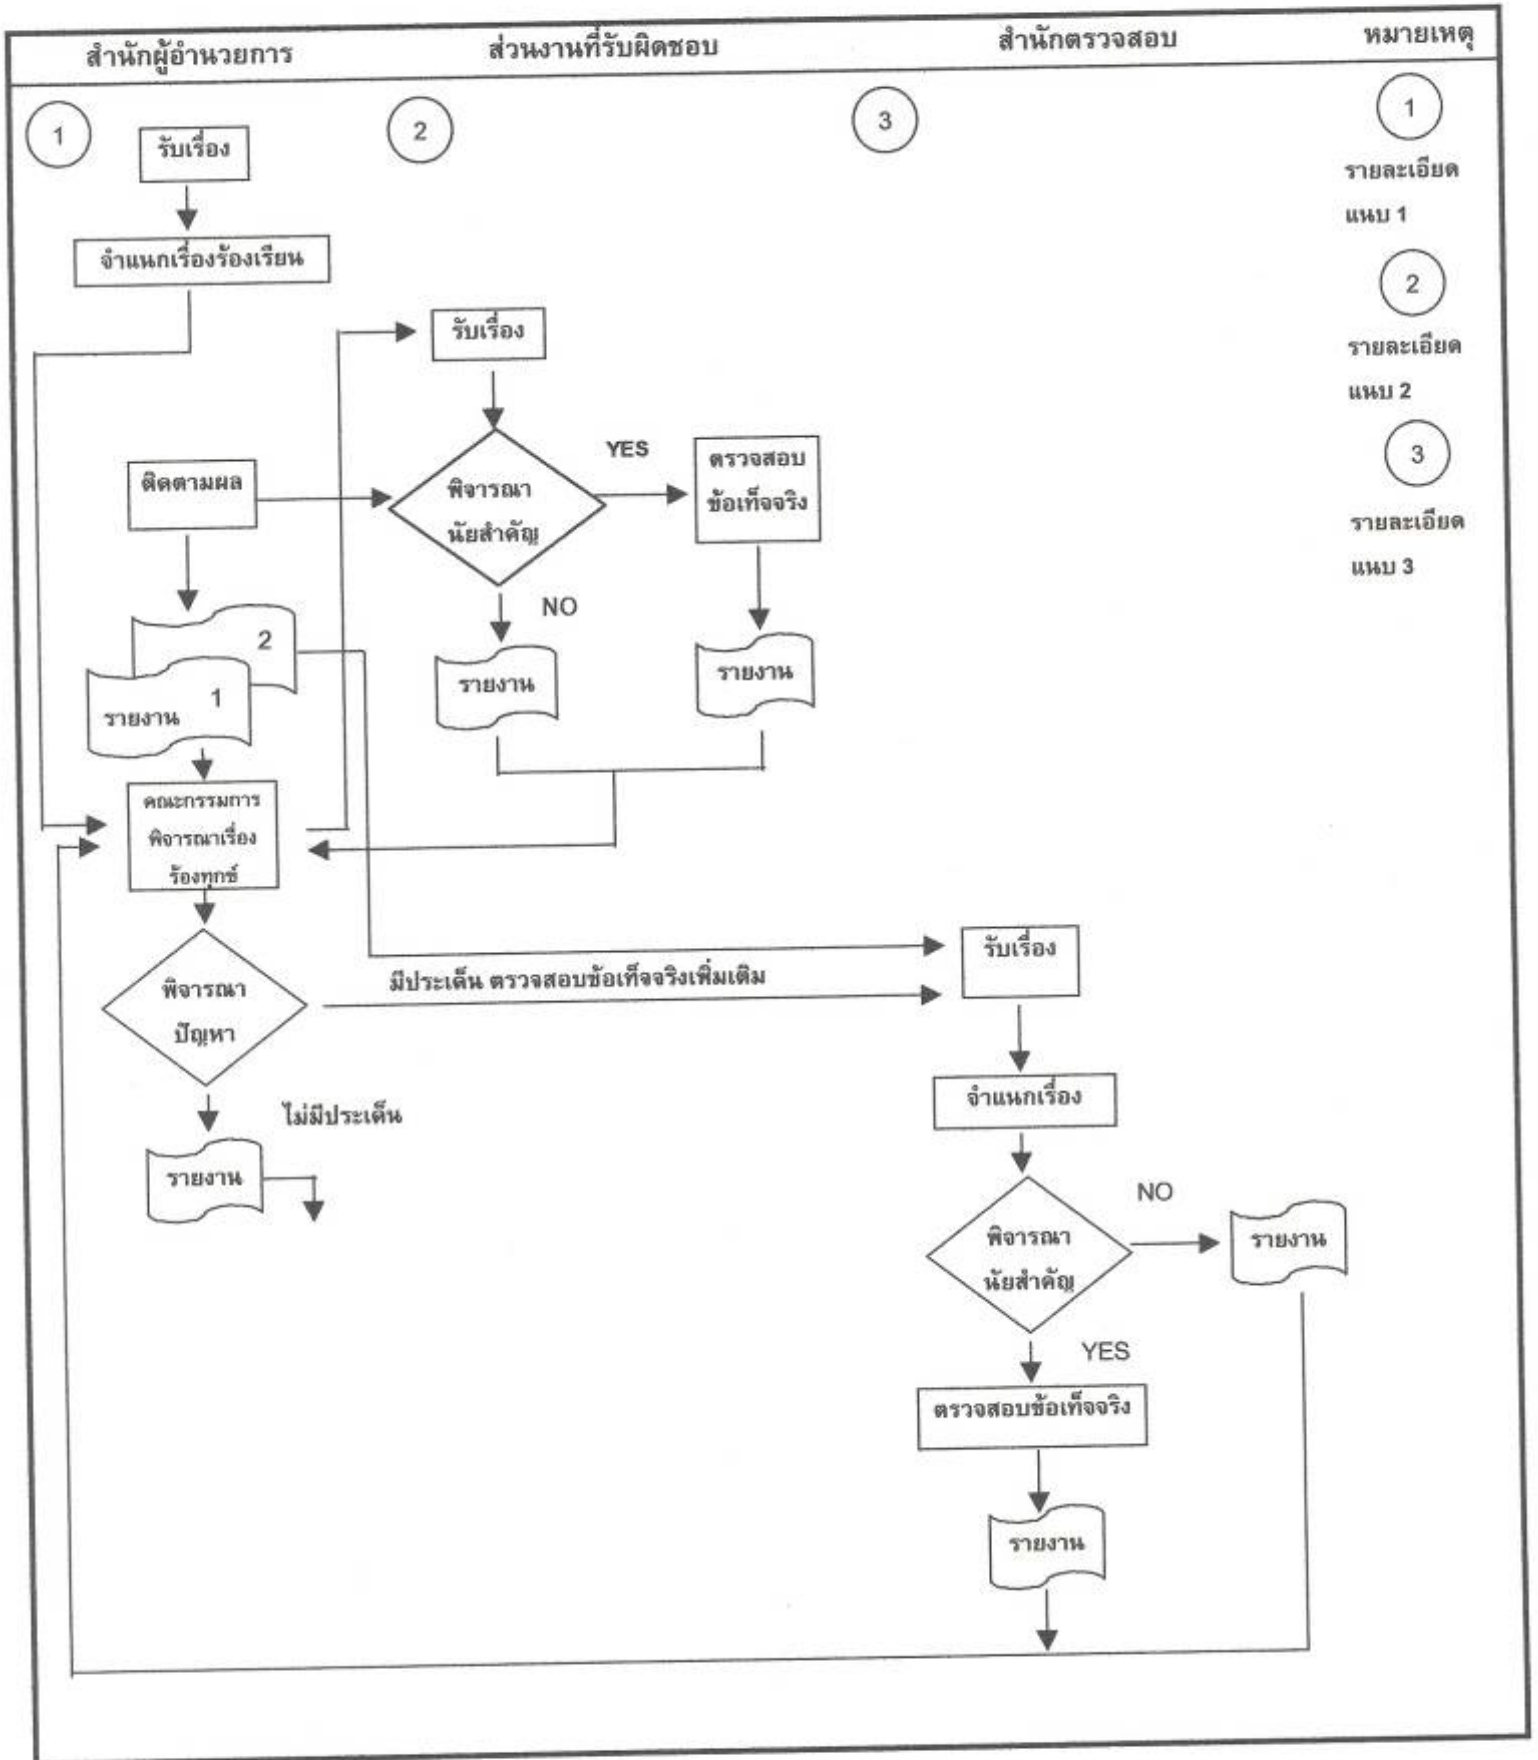 สำนักผู้อำนวยการ
ส่วนงานที่รับผิดชอบ
สำนักตรวจสอบ
หมายเหตุ
1
รับเรื่อง
จำแนกเรื่องร้องเรียน
ติดตามผล
2
รายงาน 1
คณะกรรมการ
พิจารณาเรื่อง
ร้องทุกข์
พิจารณา
ปัญหา
ไม่มีประเด็น
รายงาน
2
รับเรื่อง
พิจารณา
นัยสำคัญ
YES
ตรวจสอบ
ข้อเท็จจริง
NO
รายงาน
รายงาน
มีประเด็น ตรวจสอบข้อเท็จจริงเพิ่มเติม
3
รับเรื่อง
จำแนกเรื่อง
พิจารณา
นัยสำคัญ
NO
รายงาน
YES
ตรวจสอบข้อเท็จจริง
รายงาน
1
รายละเอียด
แนบ 1
2
รายละเอียด
แนบ 2
3
รายละเอียด
แนบ 3